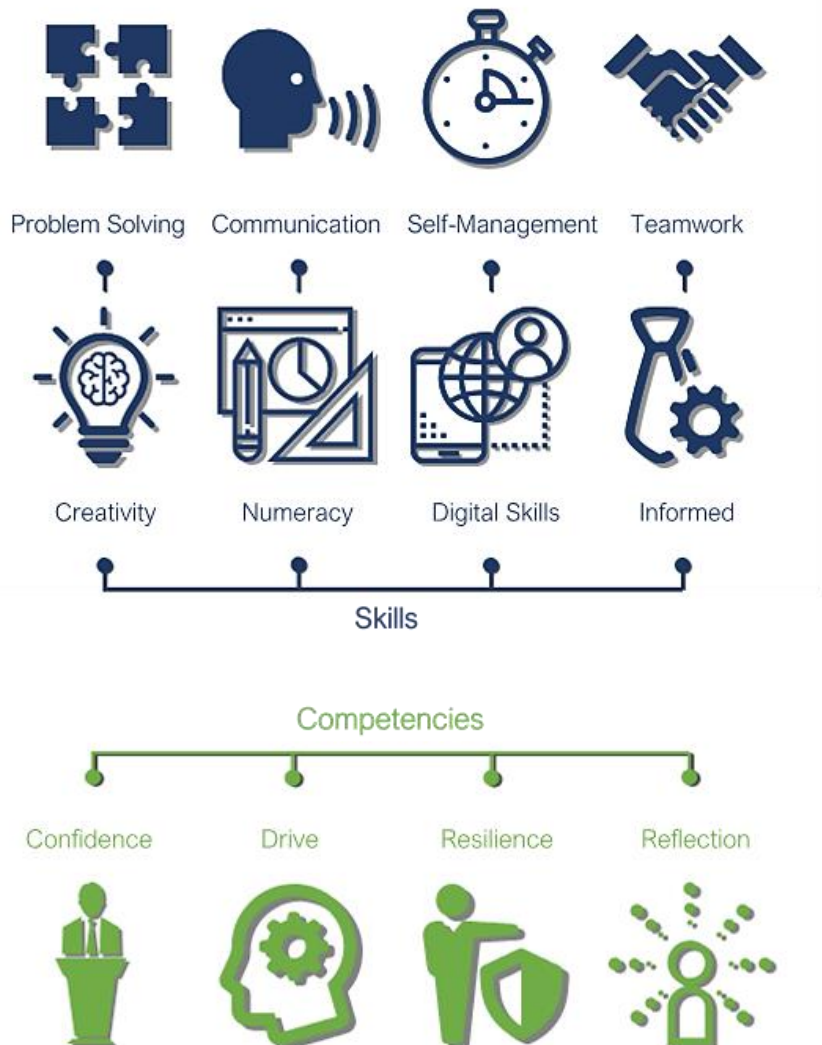 Problem Solving Communication Self-Management Teamwork
Creativity Numeracy Digital Skills Informed
Skills
Competencies
Confidence Drive Resilience Reflection